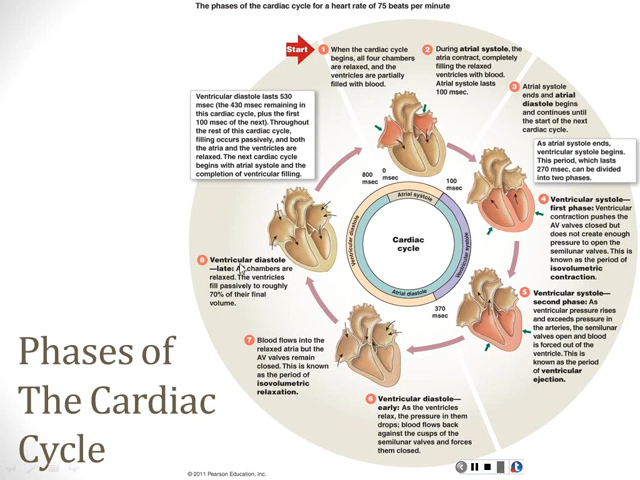 The phases of the cardiac cycle for a heart rate of 75 beats per minute
Start
1 When the cardiac cycle
begins, all four chambers
are relaxed, and the
ventricles are partially
filled with blood.
2 During atrial systole, the
atria contract, completely
filling the relaxed
ventricles with blood.
Atrial systole lasts
100 msec.
3 Atrial systole
ends and atrial
diastole begins
and continues until
the start of the next
cardiac cycle.
As atrial systole ends,
ventricular systole begins.
This period, which lasts
270 msec, can be divided
into two phases.
4 Ventricular systole—
first phase: Ventricular
contraction pushes the
AV valves closed but
does not create enough
pressure to open the
semilunar valves. This is
known as the period of
isovolumetric
contraction.
5 Ventricular systole—
second phase: As
ventricular pressure rises
and exceeds pressure in
the arteries, the semilunar
valves open and blood
is forced out of the
ventricle. This is
known as the period
of ventricular
ejection.
6 Ventricular diastole—
early: As the ventricles
relax, the pressure in them
drops; blood flows back
against the cusps of the
semilunar valves and forces
them closed.
7 Blood flows into the
relaxed atria but the
AV valves remain
closed. This is known
as the period of
isovolumetric
relaxation.
8 Ventricular diastole
—late: All chambers are
relaxed. The ventricles
fill passively to roughly
70% of their final
volume.
Ventricular diastole lasts 530
msec (the 430 msec remaining in
this cardiac cycle, plus the first
100 msec of the next). Throughout
the rest of this cardiac cycle,
filling occurs passively, and both
the atria and the ventricles are
relaxed. The next cardiac cycle
begins with atrial systole and the
completion of ventricular filling.
800
msec
0
msec
100
msec
370
msec
Atrial systole
Ventricular systole
Atrial diastole
Ventricular diastole
Cardiac
cycle
Phases of
The Cardiac
Cycle
© 2011 Pearson Education, Inc.